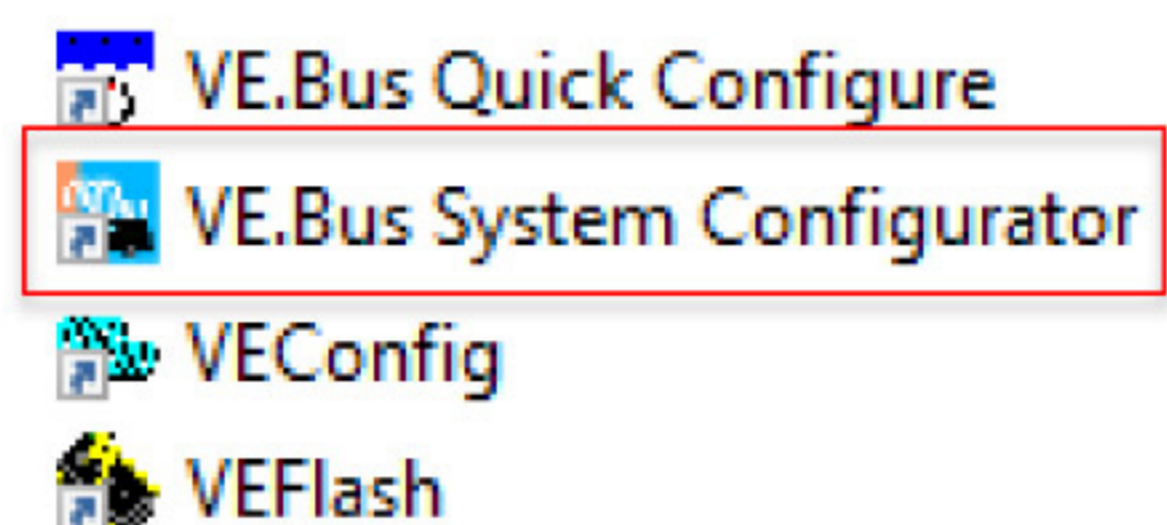 VE.Bus Quick Configure
VE.Bus System Configurator
VEConfig
VEFlash